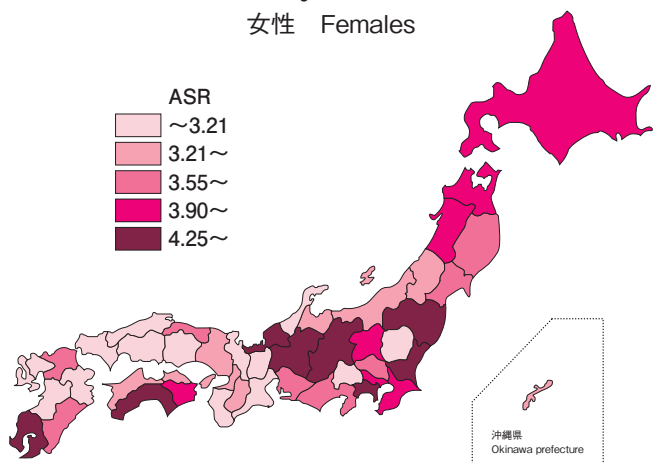 女性 Females
ASR
～3.21
3.21～
3.55～
3.90～
4.25～
沖縄県
Okinawa prefecture